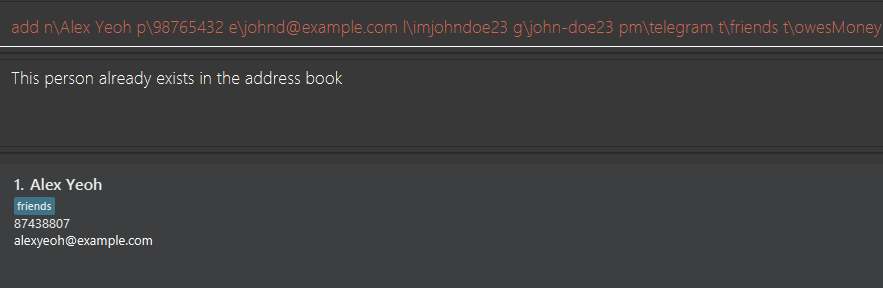 add n\Alex Yeoh p\98765432 e\johnd@example.com l\imjohndoe23 g\john-doe23 pm\telegram t\friends t\owesMoney
This person already exists in the address book
1. Alex Yeoh
friends
87438807
alexyeoh@example.com